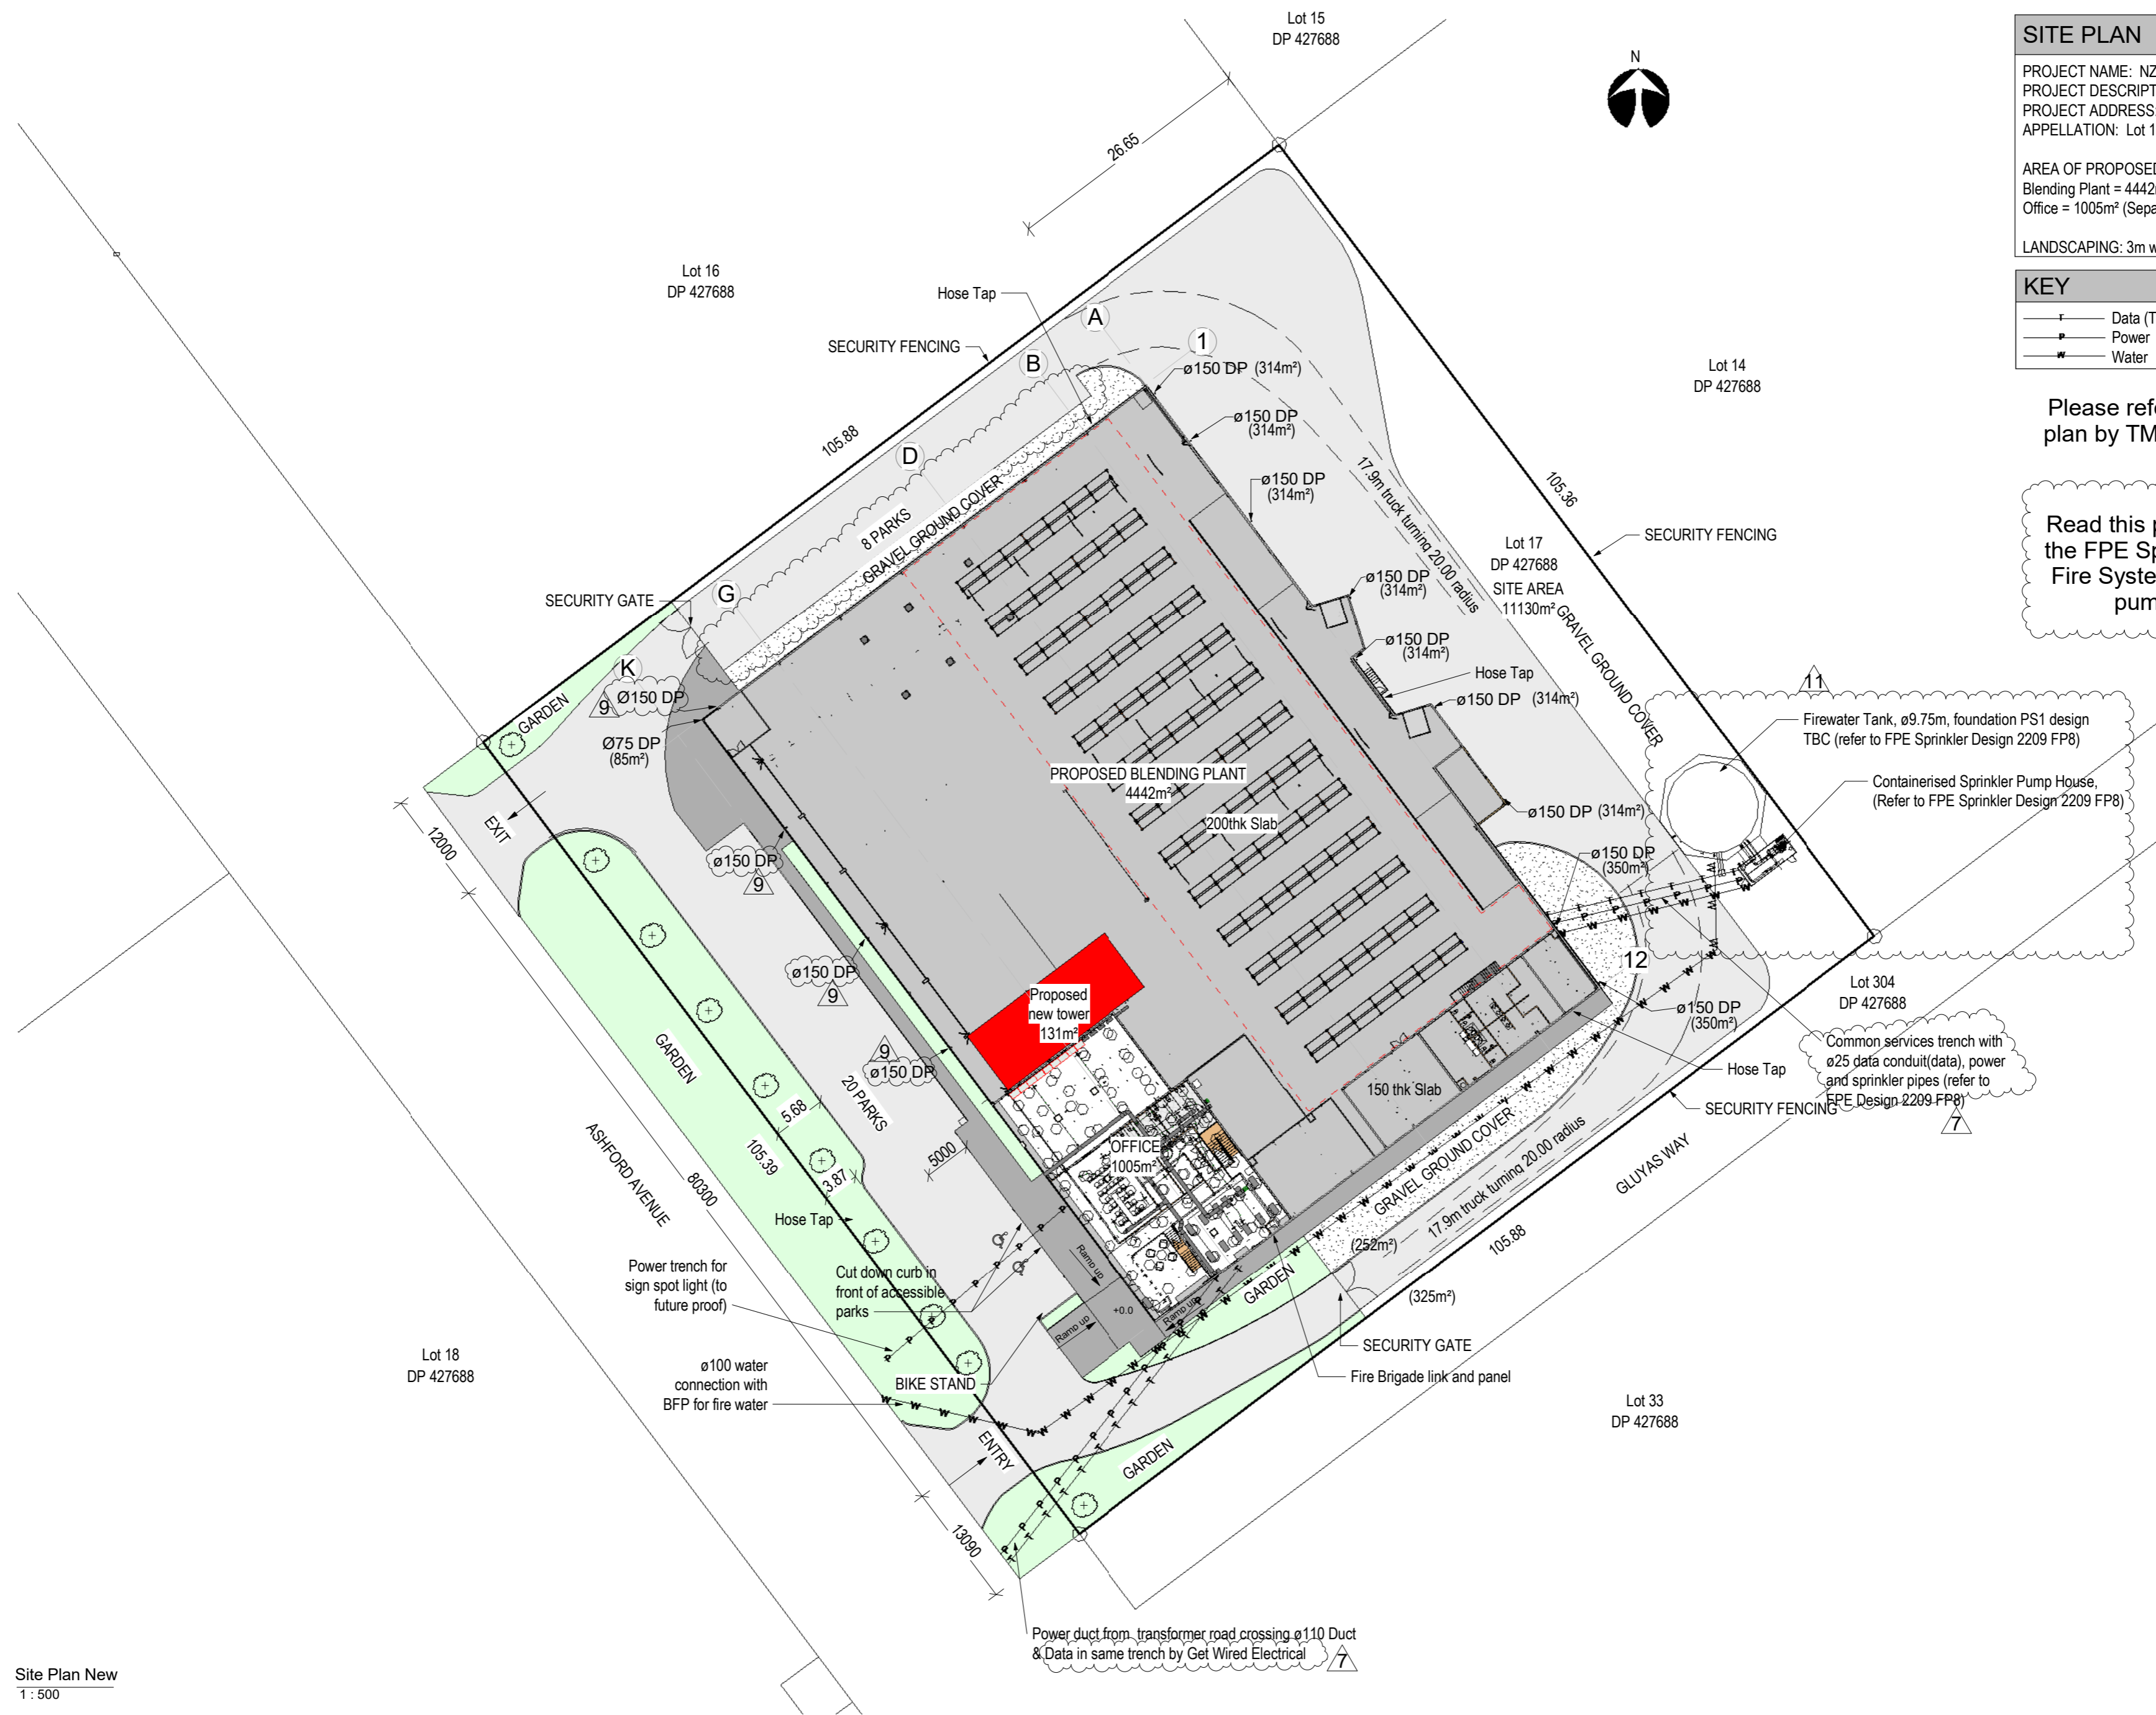 Lot 15
DP 427688
N
SITE PLAN
PROJECT NAME: NZ
PROJECT DESCRIPT
PROJECT ADDRESS:
APPELLATION: Lot 1
AREA OF PROPOSED
Blending Plant = 4442
Office = 1005m² (Sepa
LANDSCAPING: 3m w
KEY
T Data (T
P Power
W Water
Please refe
plan by TM
Read this p
the FPE Sp
Fire Syste
pum
26.65
Lot 16
DP 427688
Hose Tap
SECURITY FENCING
A
B
1
D
G
K
ø150 DP (314m²)
ø150 DP
(314m²)
ø150 DP
(314m²)
Lot 14
DP 427688
105.88
8 PARKS
GRAVEL GROUND COVER
17.9m truck turning 20.00 radius
105.36
SECURITY FENCING
Lot 17
DP 427688
SITE AREA
11130m²
GRAVEL GROUND COVER
ø150 DP
(314m²)
ø150 DP
(314m²)
Hose Tap
ø150 DP (314m²)
SECURITY GATE
Ø150 DP
9
GARDEN
Ø75 DP
(85m²)
11
Firewater Tank, ø9.75m, foundation PS1 design
TBC (refer to FPE Sprinkler Design 2209 FP8)
Containerised Sprinkler Pump House,
(Refer to FPE Sprinkler Design 2209 FP8)
PROPOSED BLENDING PLANT
4442m²
200thk Slab
ø150 DP (314m²)
EXIT
12000
ø150 DP
9
ø150 DP
(350m²)
12
ø150 DP
9
Proposed
new tower
131m²
ø150 DP
(350m²)
Lot 304
DP 427688
Common services trench with
ø25 data conduit(data), power
and sprinkler pipes (refer to
FPE Design 2209 FP8)
7
9
ø150 DP
Hose Tap
SECURITY FENCING
150 thk Slab
GARDEN
20 PARKS
5.68
105.39
3.87
ASHFORD AVENUE
80300
5000
OFFICE
1005m²
GRAVEL GROUND COVER
17.9m truck turning 20.00 radius
GLUYAS WAY
105.88
(252m²)
(325m²)
Hose Tap
Power trench for
sign spot light (to
future proof)
Cut down curb in
front of accessible
parks
Ramp up
+0.0
Ramp up
Ramp up
GARDEN
SECURITY GATE
Fire Brigade link and panel
BIKE STAND
ø100 water
connection with
BFP for fire water
Lot 18
DP 427688
Lot 33
DP 427688
ENTRY
GARDEN
13090
Power duct from transformer road crossing ø110 Duct
& Data in same trench by Get Wired Electrical
7
Site Plan New
1 : 500